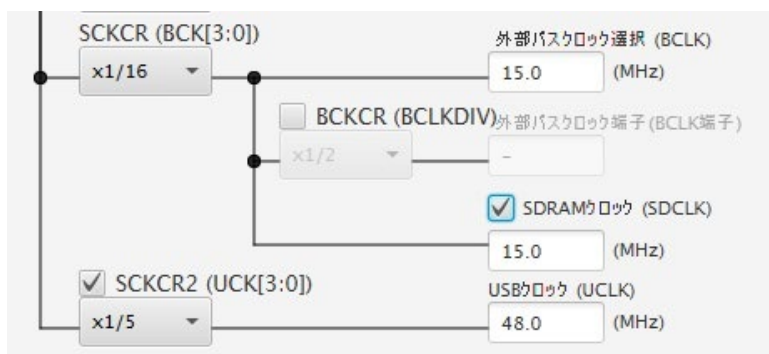 SCKCR (BCK[3:0])
外部バスクロック選択 (BCLK)
x1/16
15.0 (MHz)
BCKCR (BCLKDIV)
外部バスクロック端子(BCLK端子)
x1/2
-
SDRAMクロック (SDCLK)
15.0 (MHz)
SCKCR2 (UCK[3:0])
USBクロック (UCLK)
x1/5
48.0 (MHz)